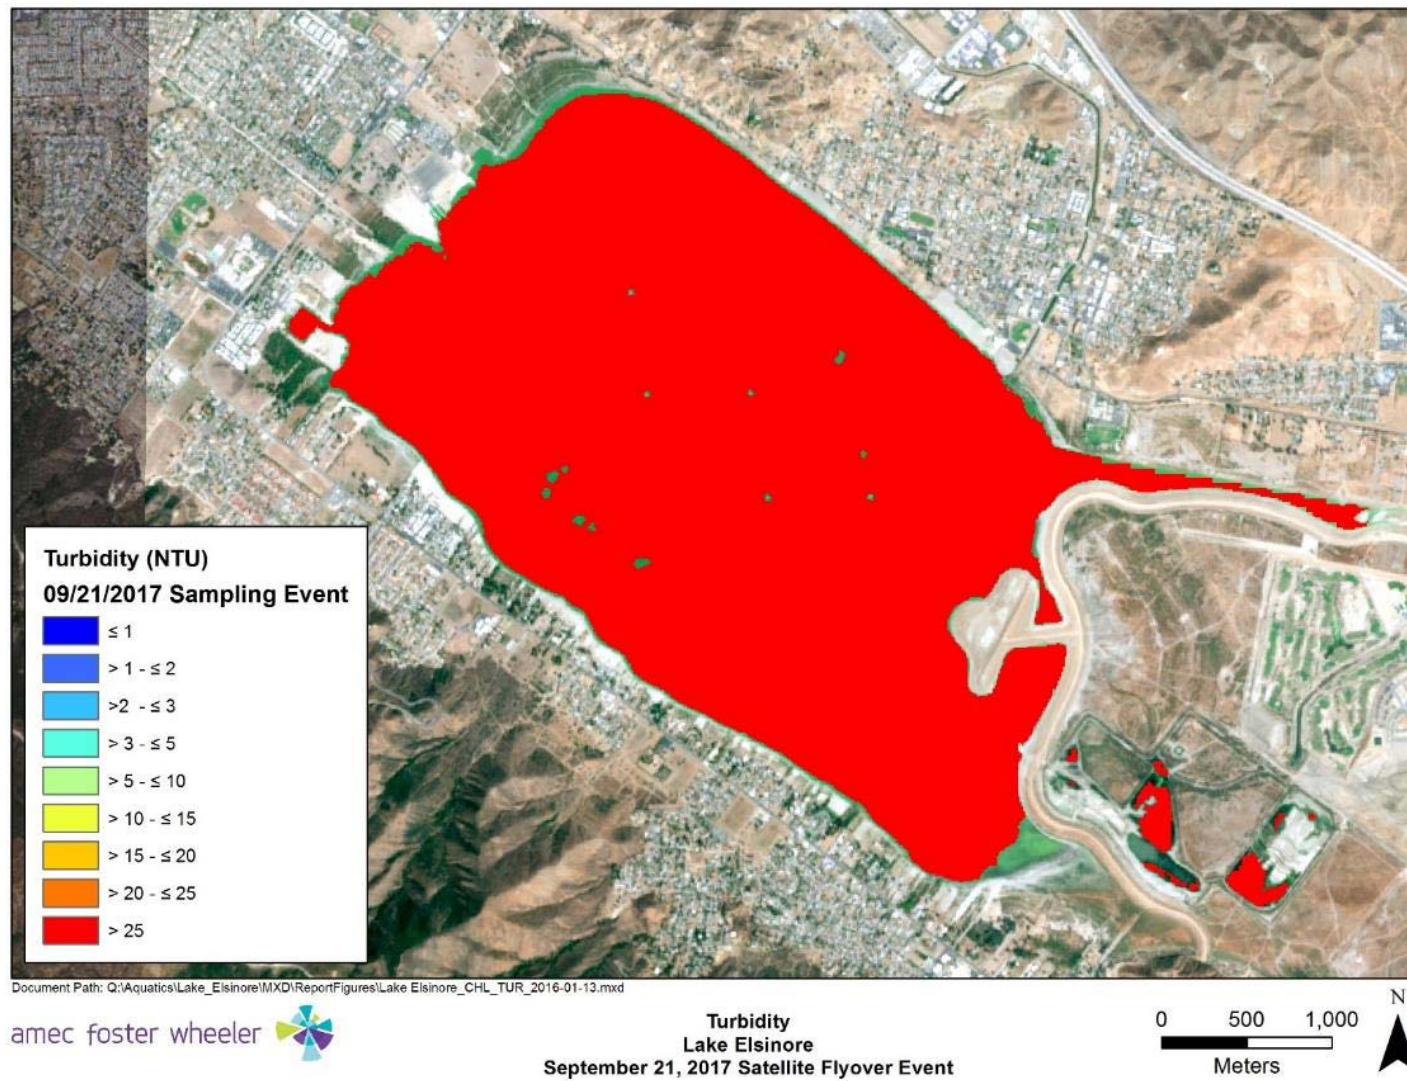 Turbidity (NTU)
09/21/2017 Sampling Event
≤ 1
> 1 - ≤ 2
>2 - ≤ 3
> 3 - ≤ 5
> 5 - ≤ 10
> 10 - ≤ 15
> 15 - ≤ 20
> 20 - ≤ 25
> 25
Document Path: Q:\Aquatics\Lake_Elsinore\MXD\ReportFigures\Lake Elsinore_CHL_TUR_2016-01-13.mxd
amec foster wheeler
Turbidity
Lake Elsinore
September 21, 2017 Satellite Flyover Event
0 500 1,000
Meters
N